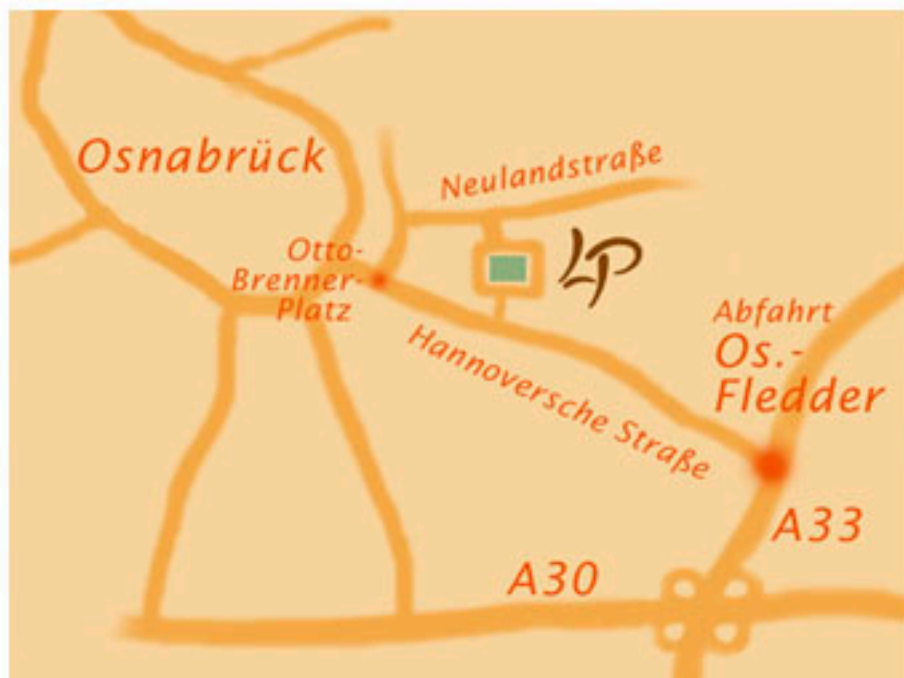 Osnabrück
Neulandstraße
Otto-
Brenner-
Platz
LP
Hannoversche Straße
Abfahrt
Os.-
Fledder
A33
A30